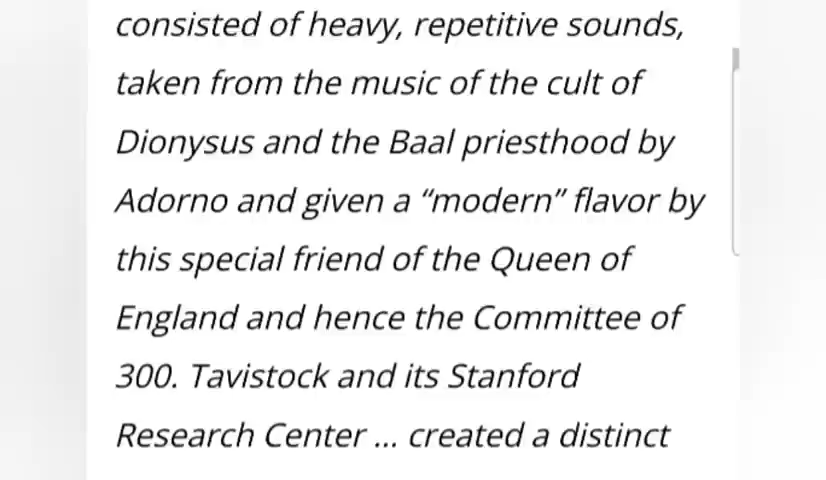 consisted of heavy, repetitive sounds,
taken from the music of the cult of
Dionysus and the Baal priesthood by
Adorno and given a “modern” flavor by
this special friend of the Queen of
England and hence the Committee of
300. Tavistock and its Stanford
Research Center ... created a distinct